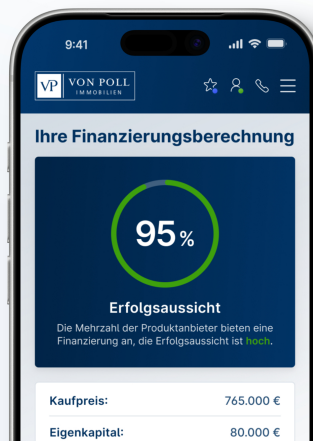 9:41
VP VON POLL
IMMOBILIEN
Ihre Finanzierungsberechnung
95 %
Erfolgsaussicht
Die Mehrzahl der Produktanbieter bieten eine
Finanzierung an, die Erfolgsaussicht ist hoch.
Kaufpreis: 765.000 €
Eigenkapital: 80.000 €